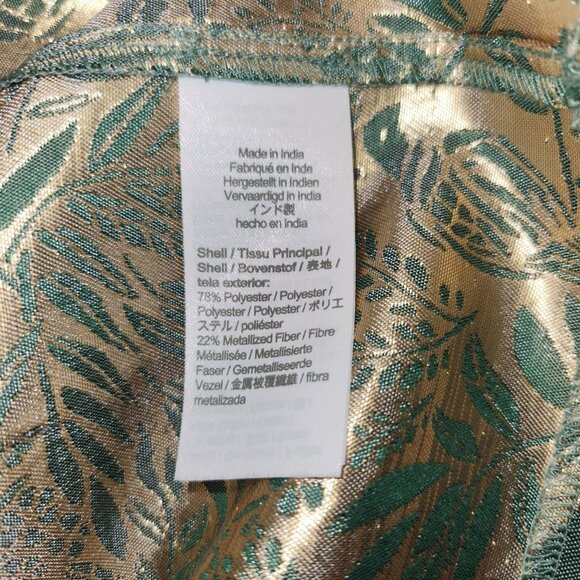 Made in India
Fabriqué en Inde
Hergestellt in Indien
Vervaardigd in India
インド製
hecho en India
Shell / Tissu Principal /
Shell / Bovenstof / 表地 /
tela exterior:
78% Polyester / Polyester /
Polyester / Polyester / ポリエ
ステル / poliéster
22% Metallized Fiber / Fibre
Métallisée / Metallisierte
Faser / Gemetalliseerde
Vezel / 金属被覆繊維 / fibra
metalizada